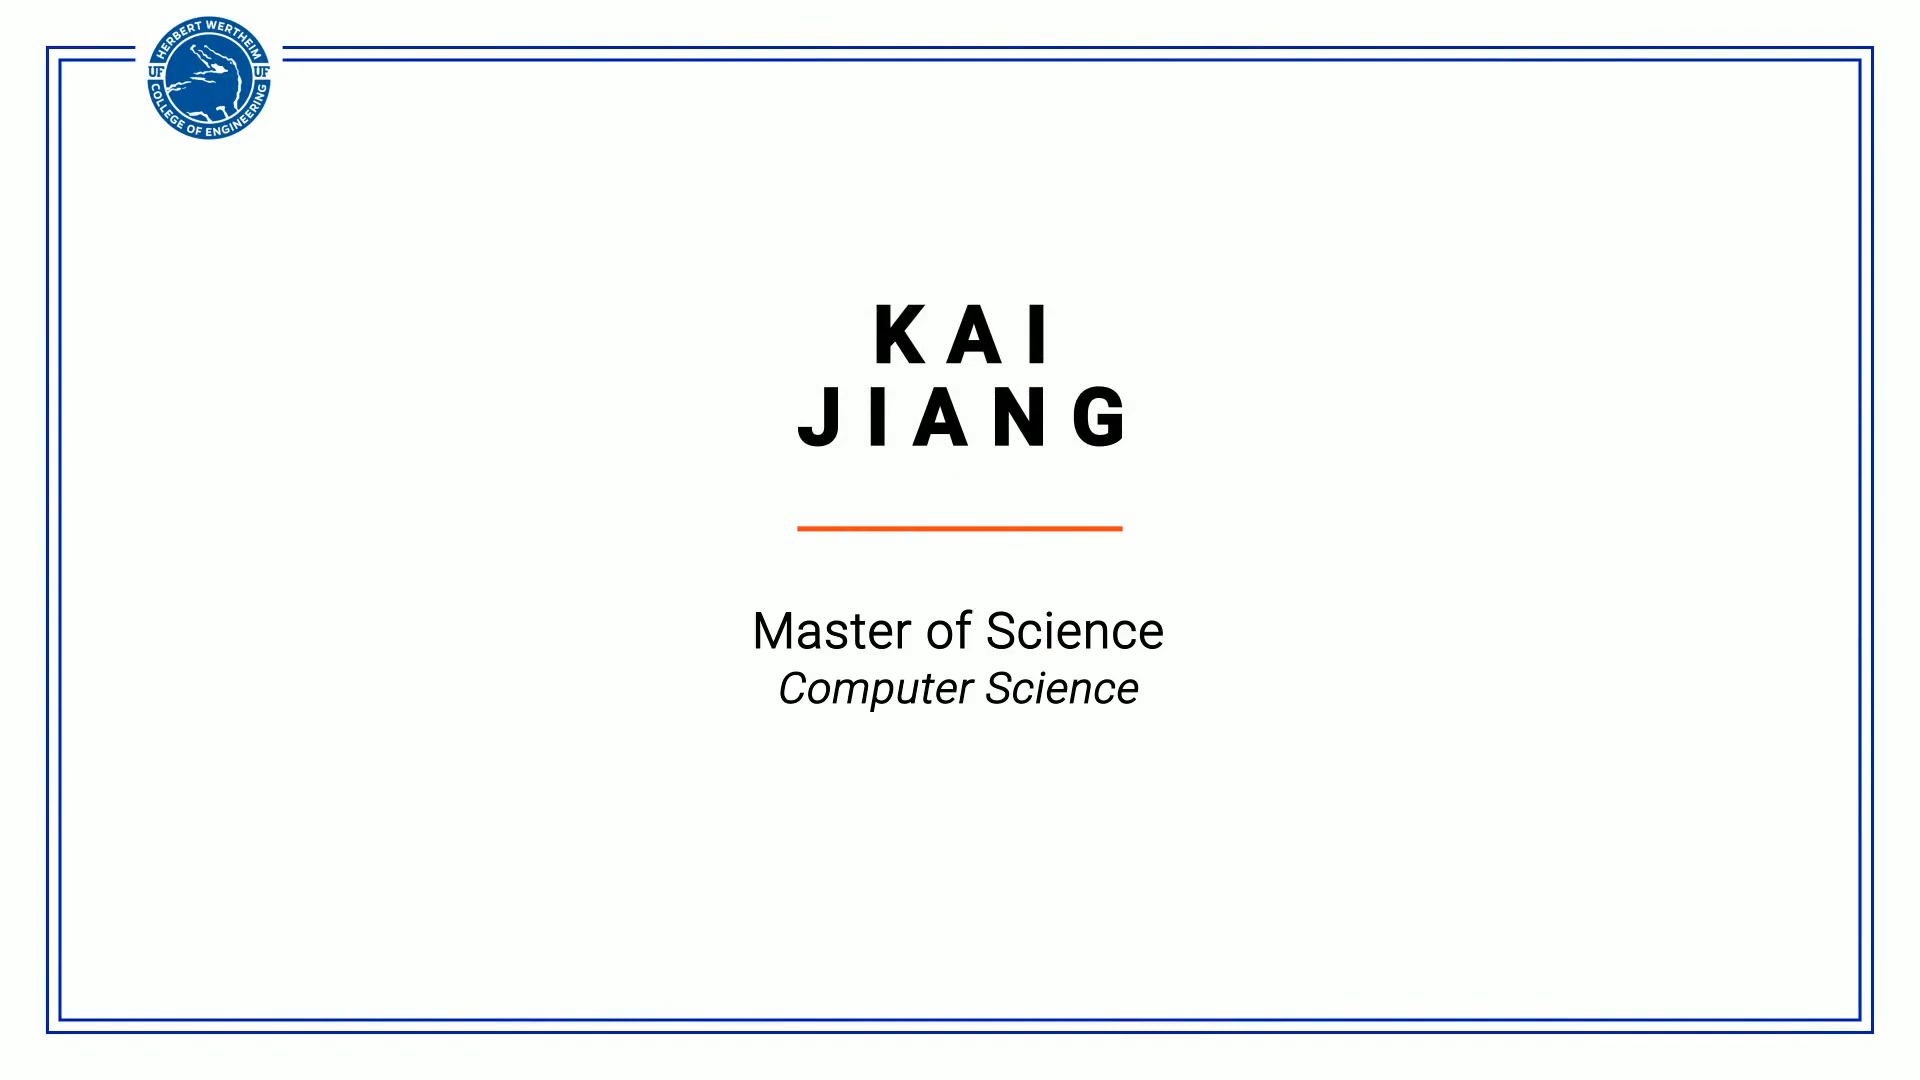 HERBERT WERTHEIM
UF UF
COLLEGE OF ENGINEERING
KAI
JIANG
Master of Science
Computer Science